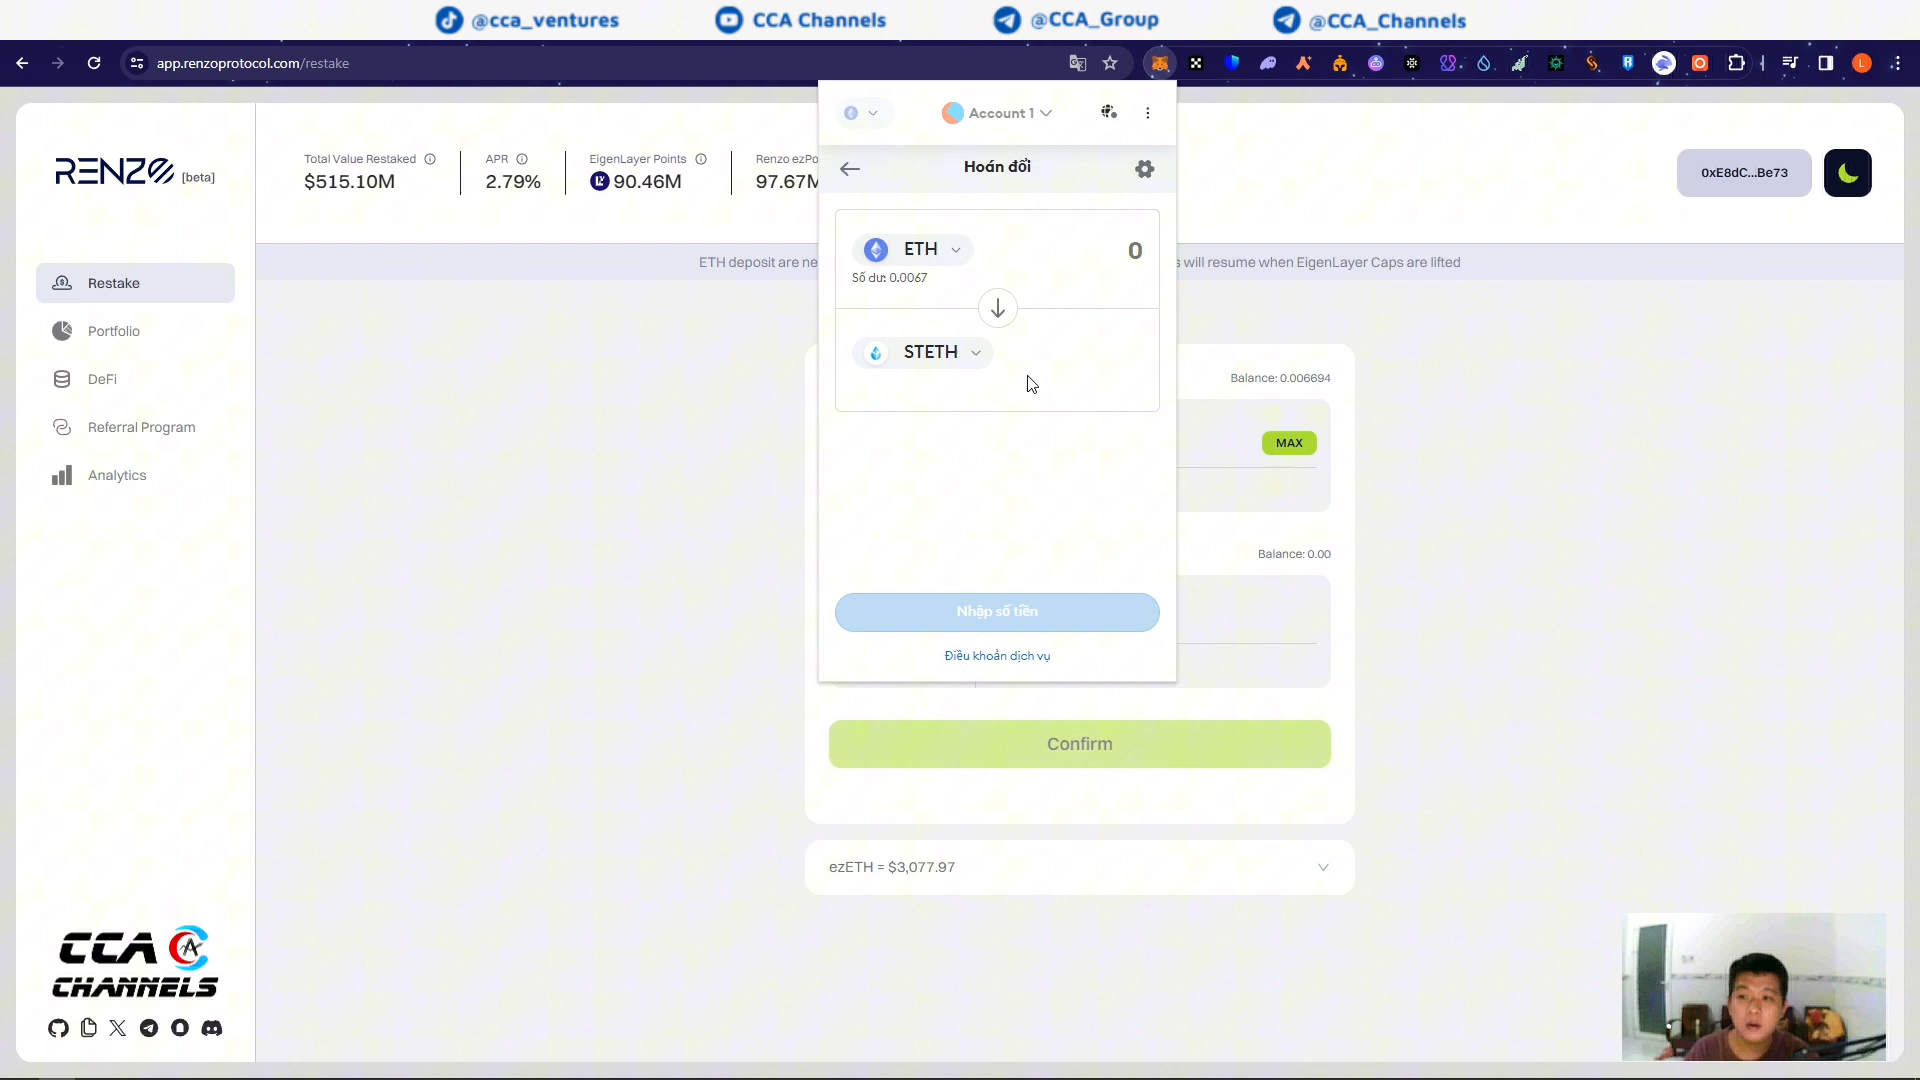 @cca_ventures
CCA Channels
@CCA_Group
@CCA_Channels
app.renzoprotocol.com/restake
L
RENZO [beta]
Restake
Portfolio
DeFi
Referral Program
Analytics
CCA
CHANNELS
Total Value Restaked
$515.10M
APR
2.79%
EigenLayer Points
90.46M
Renzo ezPo
97.67M
0xE8dC...Be73
ETH deposit are ne
s will resume when EigenLayer Caps are lifted
Account 1
Hoán đổi
ETH
0
Số dư: 0.0067
STETH
Nhập số tiền
Điều khoản dịch vụ
Balance: 0.006694
MAX
Balance: 0.00
Confirm
ezETH = $3,077.97